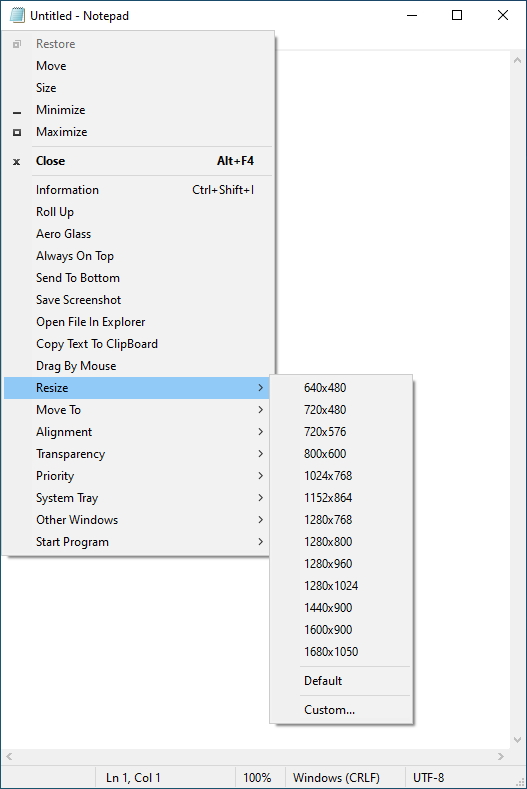 Untitled - Notepad
Restore
Move
Size
Minimize
Maximize
Close Alt+F4
Information Ctrl+Shift+I
Roll Up
Aero Glass
Always On Top
Send To Bottom
Save Screenshot
Open File In Explorer
Copy Text To ClipBoard
Drag By Mouse
Resize
Move To
Alignment
Transparency
Priority
System Tray
Other Windows
Start Program
640x480
720x480
720x576
800x600
1024x768
1152x864
1280x768
1280x800
1280x960
1280x1024
1440x900
1600x900
1680x1050
Default
Custom...
Ln 1, Col 1 100% Windows (CRLF) UTF-8